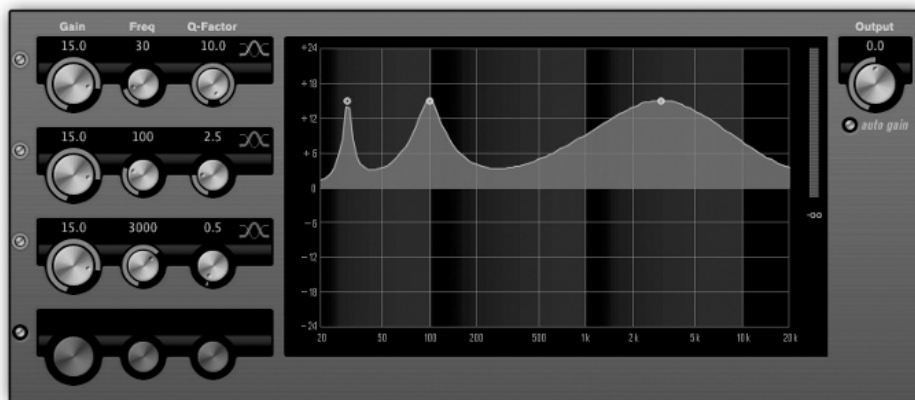 Gain Freq Q-Factor
15.0 30 10.0
15.0 100 2.5
15.0 3000 0.5
+24
+18
+12
+6
0
-6
-12
-18
-24
20 50 100 200 500 1k 2k 5k 10k 20k
-oo
Output
0.0
auto gain